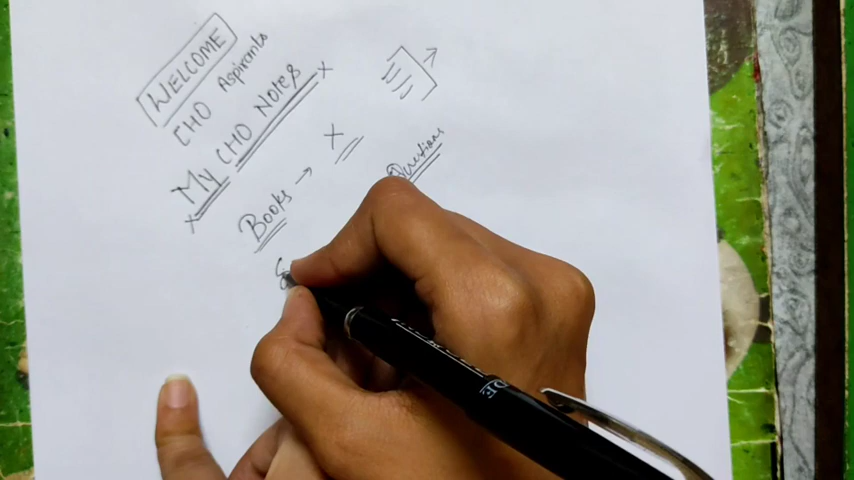 WELCOME
CHO Aspirants
My CHO Notes
Books → x
Questions